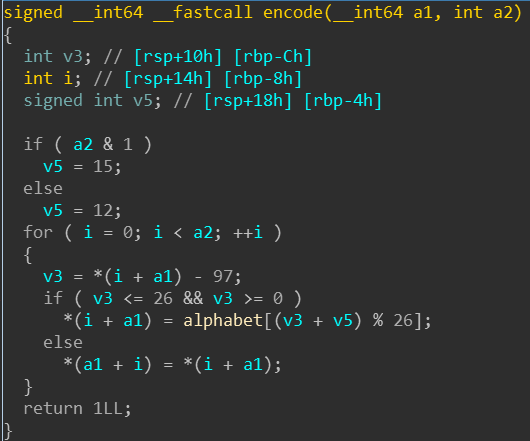 signed __int64 __fastcall encode(__int64 a1, int a2)
{
  int v3; // [rsp+10h] [rbp-Ch]
  int i; // [rsp+14h] [rbp-8h]
  signed int v5; // [rsp+18h] [rbp-4h]

  if ( a2 & 1 )
    v5 = 15;
  else
    v5 = 12;
  for ( i = 0; i < a2; ++i )
  {
    v3 = *(i + a1) - 97;
    if ( v3 <= 26 && v3 >= 0 )
      *(i + a1) = alphabet[(v3 + v5) % 26];
    else
      *(a1 + i) = *(i + a1);
  }
  return 1LL;
}